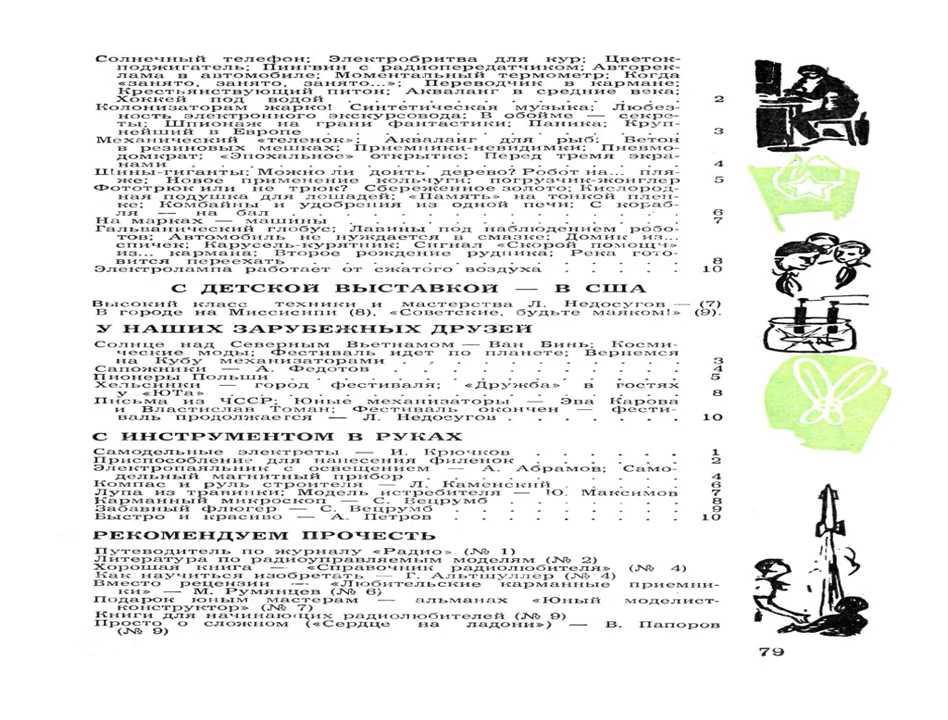 Солнечный телефон; Электробритва для кур; Цветок-
поджигатель; Пингвин с радиопередатчиком; Авторек-
лама в автомобиле; Моментальный термометр; Когда
«занято, занято, занято...»; Переводчик в кармане;
Крестьянствующий питон; Акваланг в средние века;
Хоккей под водой . . . . . . . . . . . . 2
Колонизаторам жарко! Синтетическая музыка; Любез-
ность электронного экскурсовода; В обойме — секре-
ты; Шпионаж на грани фантастики; Паника; Круп-
нейший в Европе . . . . . . . . . . . . 3
Механический «теленок»; Акваланг для рыб; Бетон
в резиновых мешках; Приемники-невидимки; Пневмо-
домкрат; «Эпохальное» открытие; Перед тремя экра-
нами . . . . . . . . . . . . . . . . 4
Шины-гиганты; Можно ли доить дерево? Робот на... пля-
же; Новое применение кольчуги; погрузчик-жонглер 5
Фототрюк или не трюк? Сбереженное золото; Кислород-
ная подушка для лошадей; «Память» на тонкой плен-
ке; Комбайны и удобрения из одной печи; С кораб-
ля — на бал . . . . . . . . . . . . . 6
На марках — машины . . . . . . . . . . . 7
Гальванический глобус; Лавины под наблюдением робо-
тов; Автомобиль не нуждается в смазке; Домик из...
спичек; Карусель-курятник; Сигнал «Скорой помощи»
из... кармана; Второе рождение рудника; Река гото-
вится переехать . . . . . . . . . . . . 8
Электролампа работает от сжатого воздуха . . . . . 10
С ДЕТСКОЙ ВЫСТАВКОЙ — В США
Высокий класс техники и мастерства Л. Недосугов — (7)
В городе на Миссисипи (8), «Советские, будьте маяком!» (9).
У НАШИХ ЗАРУБЕЖНЫХ ДРУЗЕЙ
Солнце над Северным Вьетнамом — Ван Винь; Косми-
ческие моды; Фестиваль идет по планете; Вернемся
на Кубу механизаторами . . . . . . . . . . 3
Сапожники — А. Федотов . . . . . . . . . . 4
Пионеры Польши . . . . . . . . . . . . . 5
Хельсинки — город фестиваля; «Дружба» в гостях
у «ЮТа» . . . . . . . . . . . . . . . 8
Письма из ЧССР; Юные механизаторы — Эва Карова
и Властислав Томан; Фестиваль окончен — фести-
валь продолжается — Л. Недосугов . . . . . . . 10
С ИНСТРУМЕНТОМ В РУКАХ
Самодельные электреты — И. Крючков . . . . . . 1
Приспособление для нанесения филенок . . . . . . 2
Электропаяльник с освещением — А. Абрамов; Само-
дельный магнитный прибор . . . . . . . . . 4
Компас и руль строителя — Л. Каменский . . . . . 6
Лупа из травинки; Модель истребителя — Ю. Максимов 7
Карманный микроскоп — С. Вецрумб . . . . . . . 8
Забавный флюгер — С. Вецрумб . . . . . . . . 9
Быстро и красиво — А. Петров . . . . . . . . 10
РЕКОМЕНДУЕМ ПРОЧЕСТЬ
Путеводитель по журналу «Радио» (№ 1)
Литература по радиоуправляемым моделям (№ 2)
Хорошая книга — «Справочник радиолюбителя» (№ 4)
Как научиться изобретать — Г. Альтшуллер (№ 4)
Вместо рецензии — «Любительские карманные приемни-
ки» — М. Румянцев (№ 6)
Подарок юным мастерам — альманах «Юный моделист-
конструктор» (№ 7)
Книги для начинающих радиолюбителей (№ 9)
Просто о сложном («Сердце на ладони») — В. Папоров
(№ 9)
79